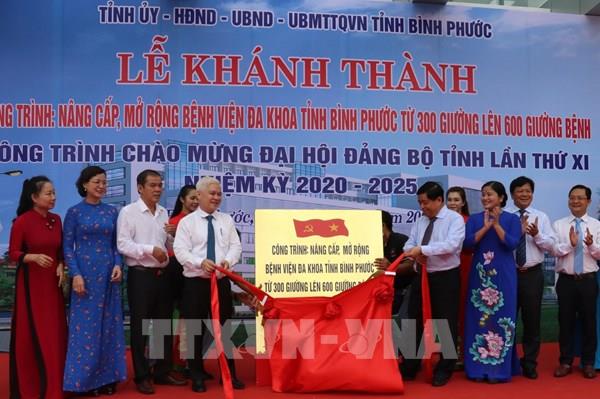 TỈNH ỦY - HĐND - UBND - UBMTTQVN TỈNH BÌNH PHƯỚC
LỄ KHÁNH THÀNH
CÔNG TRÌNH: NÂNG CẤP, MỞ RỘNG BỆNH VIỆN ĐA KHOA TỈNH BÌNH PHƯỚC TỪ 300 GIƯỜNG LÊN 600 GIƯỜNG BỆNH
CÔNG TRÌNH CHÀO MỪNG ĐẠI HỘI ĐẢNG BỘ TỈNH LẦN THỨ XI
NHIỆM KỲ 2020 - 2025
CÔNG TRÌNH: NÂNG CẤP, MỞ RỘNG
BỆNH VIỆN ĐA KHOA TỈNH BÌNH PHƯỚC
TỪ 300 GIƯỜNG LÊN 600 GIƯỜNG
TTXVN-VNA